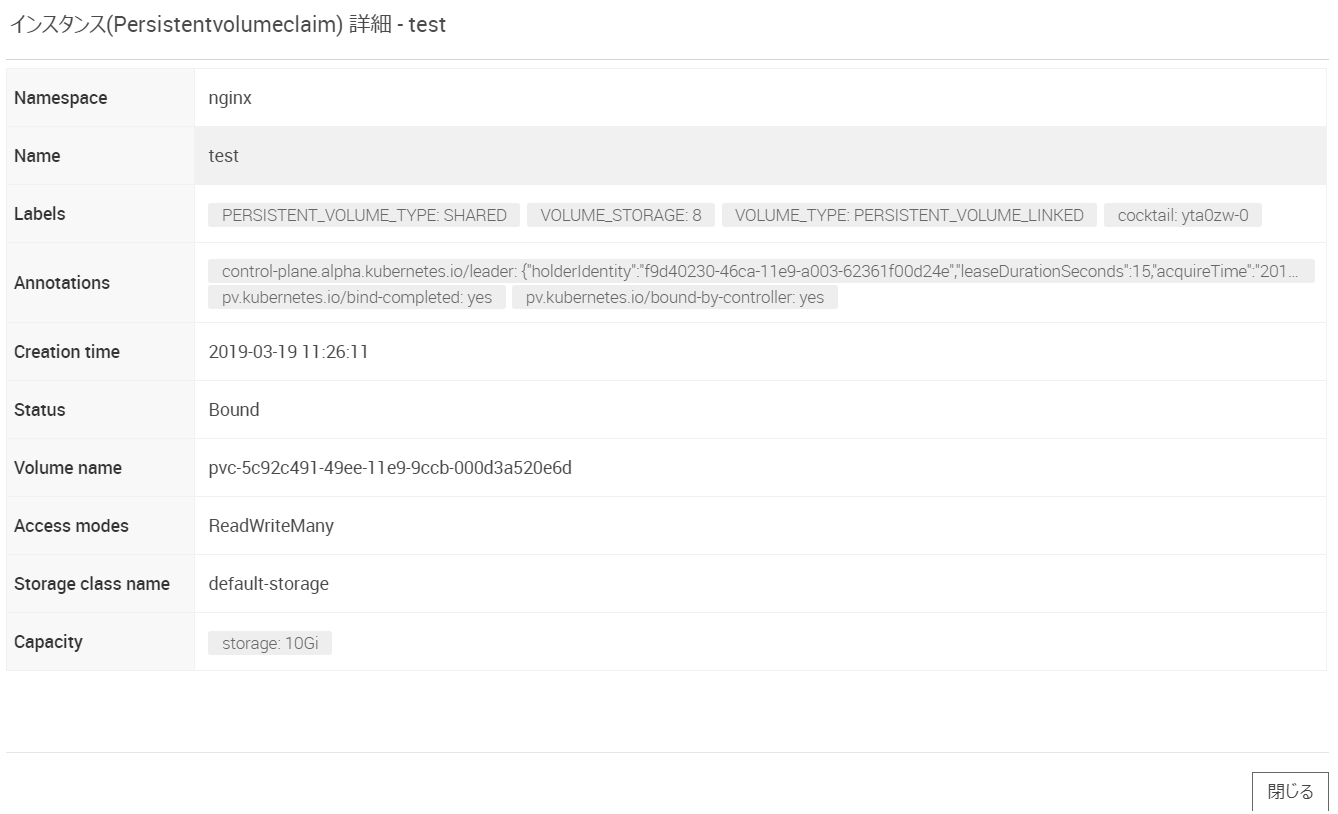 インスタンス(Persistentvolumeclaim) 詳細 - test
Namespace nginx
Name test
Labels PERSISTENT_VOLUME_TYPE: SHARED VOLUME_STORAGE: 8 VOLUME_TYPE: PERSISTENT_VOLUME_LINKED cocktail: yta0zw-0
Annotations control-plane.alpha.kubernetes.io/leader: {"holderIdentity":"f9d40230-46ca-11e9-a003-62361f00d24e","leaseDurationSeconds":15,"acquireTime":"201...
pv.kubernetes.io/bind-completed: yes pv.kubernetes.io/bound-by-controller: yes
Creation time 2019-03-19 11:26:11
Status Bound
Volume name pvc-5c92c491-49ee-11e9-9ccb-000d3a520e6d
Access modes ReadWriteMany
Storage class name default-storage
Capacity storage: 10Gi
閉じる